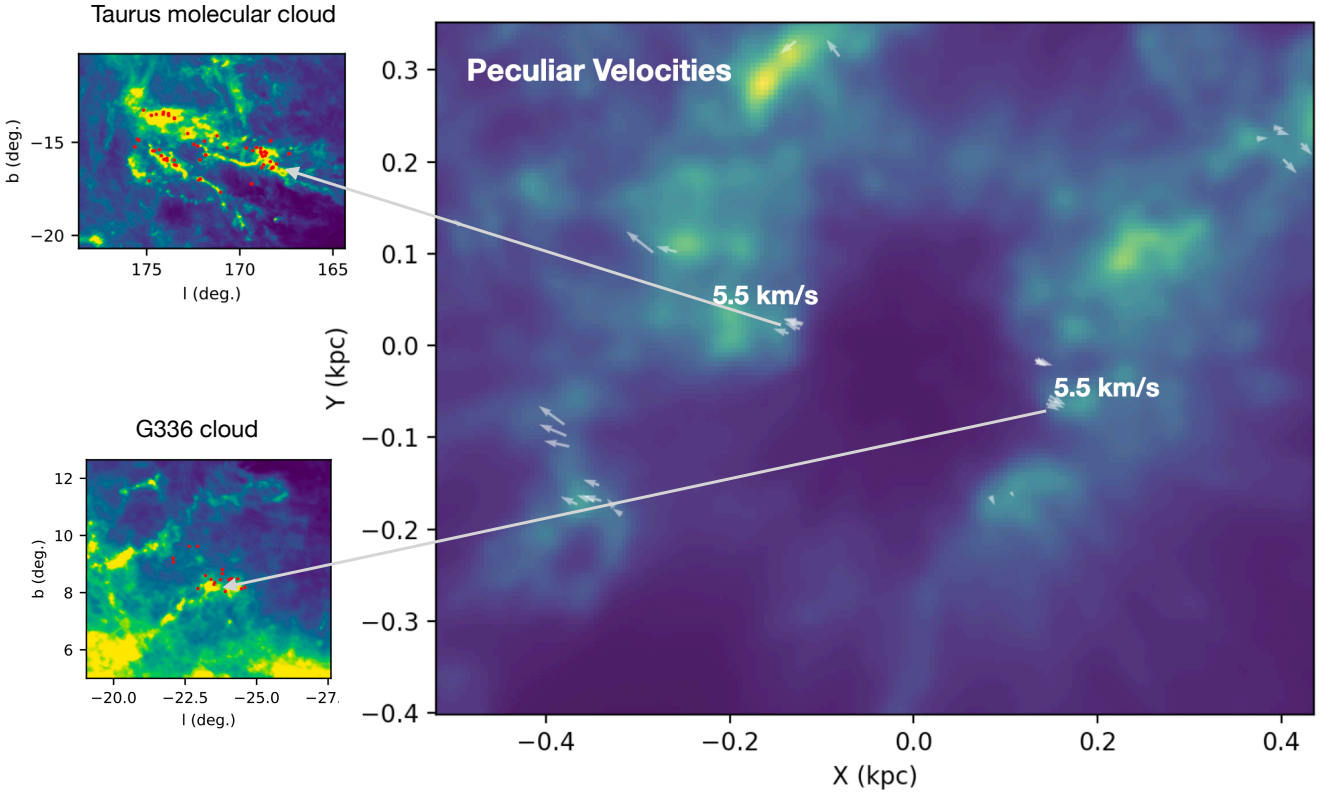 Taurus molecular cloud
b (deg.)
−15
−20
175
170
165
l (deg.)
G336 cloud
b (deg.)
12
10
8
6
−20.0
−22.5
−25.0
−27.
l (deg.)
Peculiar Velocities
5.5 km/s
5.5 km/s
Y (kpc)
0.3
0.2
0.1
0.0
−0.1
−0.2
−0.3
−0.4
−0.4
−0.2
0.0
0.2
0.4
X (kpc)